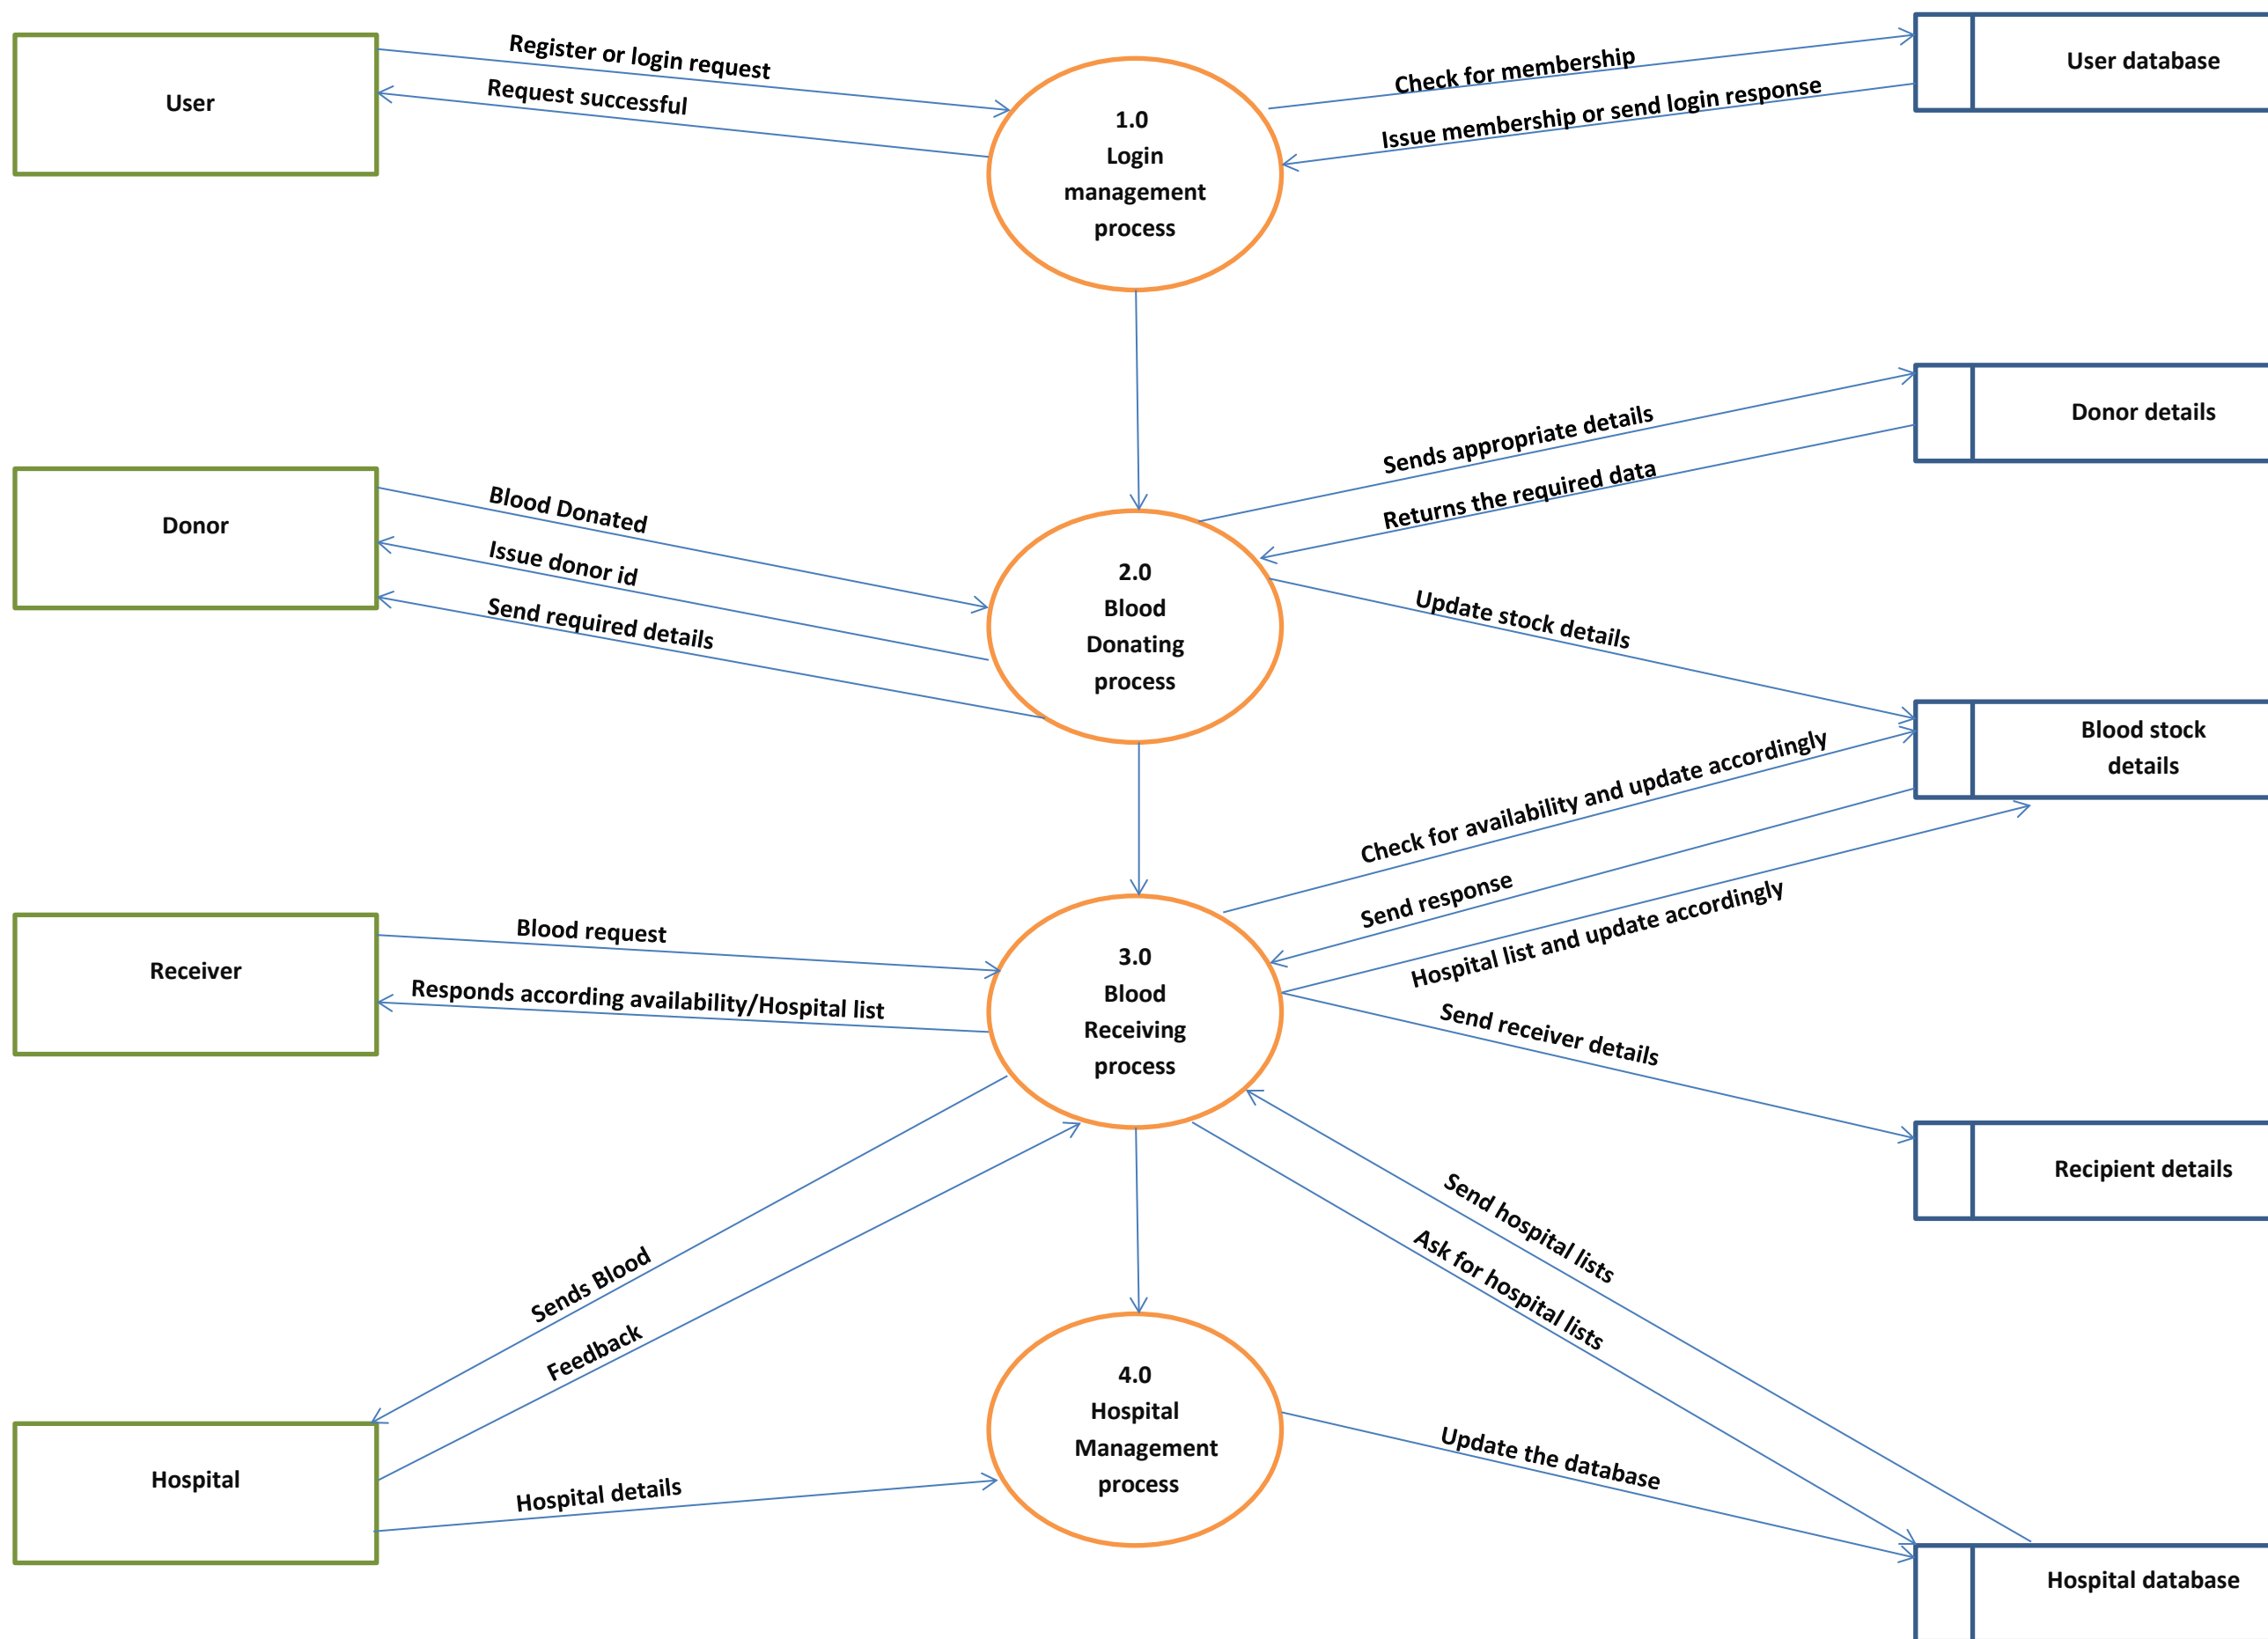 Register or login request
Check for membership
User database
User
Request successful
Issue membership or send login response
1.0
Login
management
process
Donor details
Sends appropriate details
Returns the required data
Blood Donated
Donor
Issue donor id
2.0
Blood
Donating
process
Update stock details
Send required details
Blood stock
details
Check for availability and update accordingly
Send response
Hospital list and update accordingly
Blood request
Receiver
Responds according availability/Hospital list
3.0
Blood
Receiving
process
Send receiver details
Recipient details
Send hospital lists
Ask for hospital lists
Sends Blood
Feedback
4.0
Hospital
Management
process
Update the database
Hospital
Hospital details
Hospital database